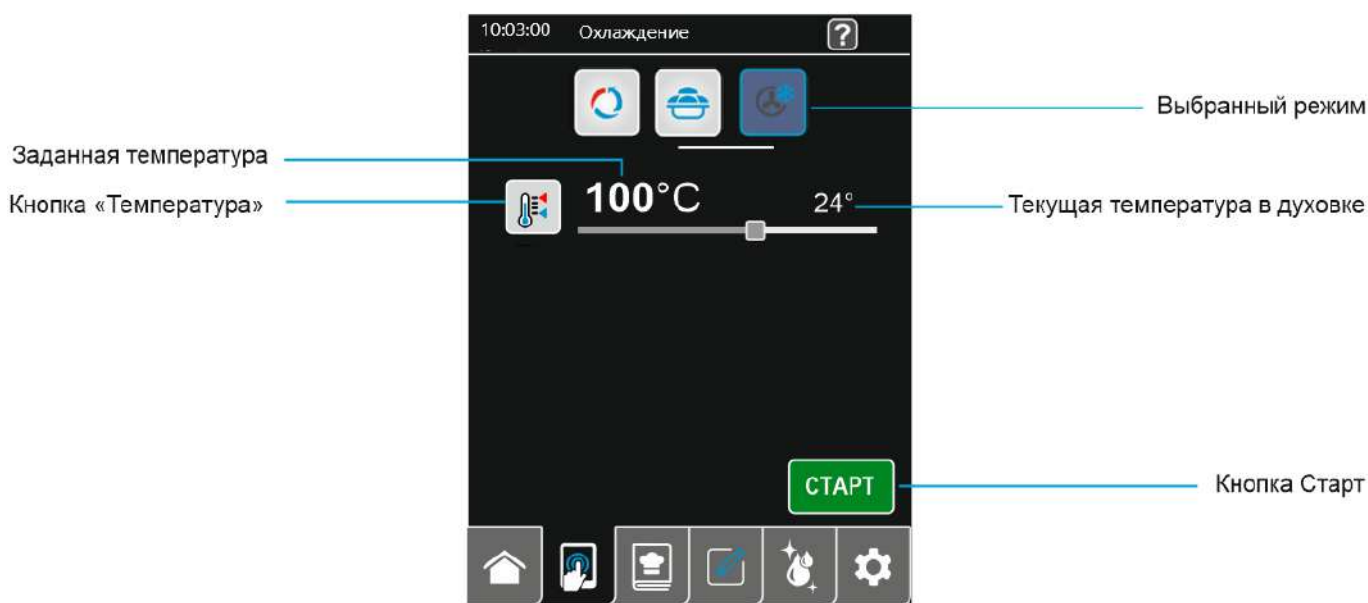 10:03:00 Охлаждение ?
Выбранный режим
Заданная температура
Кнопка «Температура»
100°C 24°
Текущая температура в духовке
СТАРТ
Кнопка Старт